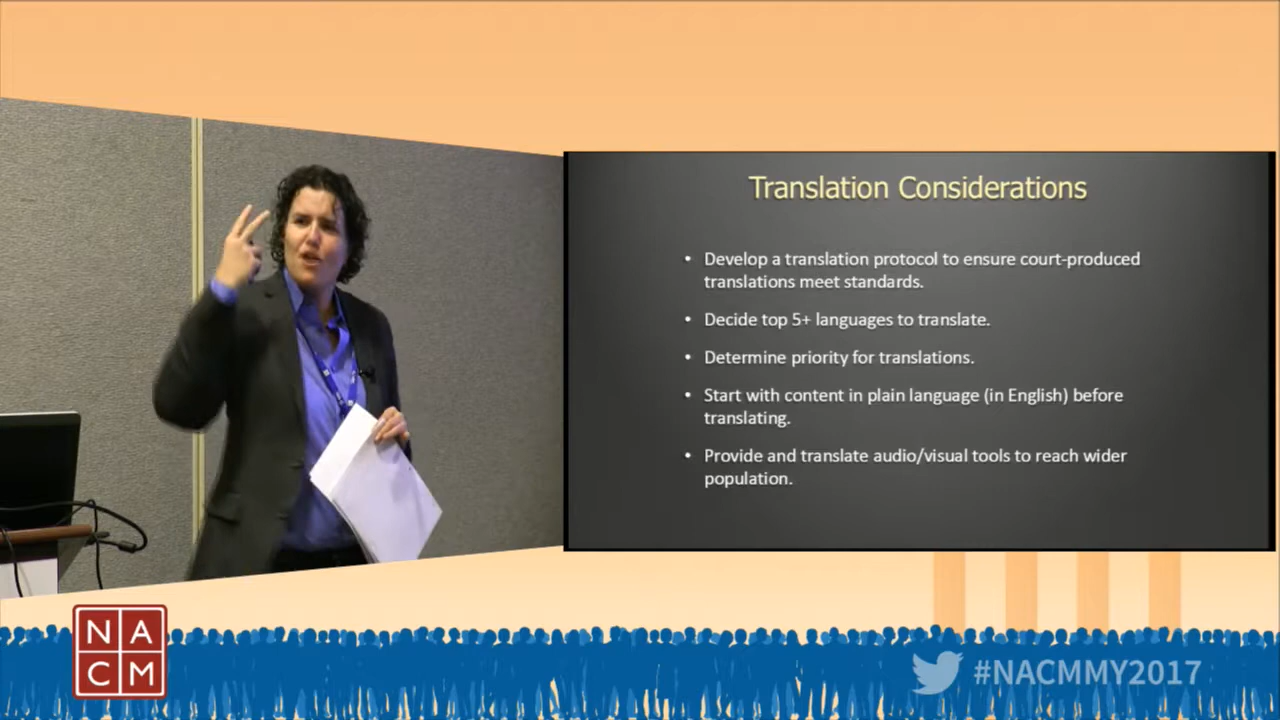 Translation Considerations
• Develop a translation protocol to ensure court-produced
translations meet standards.
• Decide top 5+ languages to translate.
• Determine priority for translations.
• Start with content in plain language (in English) before
translating.
• Provide and translate audio/visual tools to reach wider
population.
N A
C M
#NACMMY2017